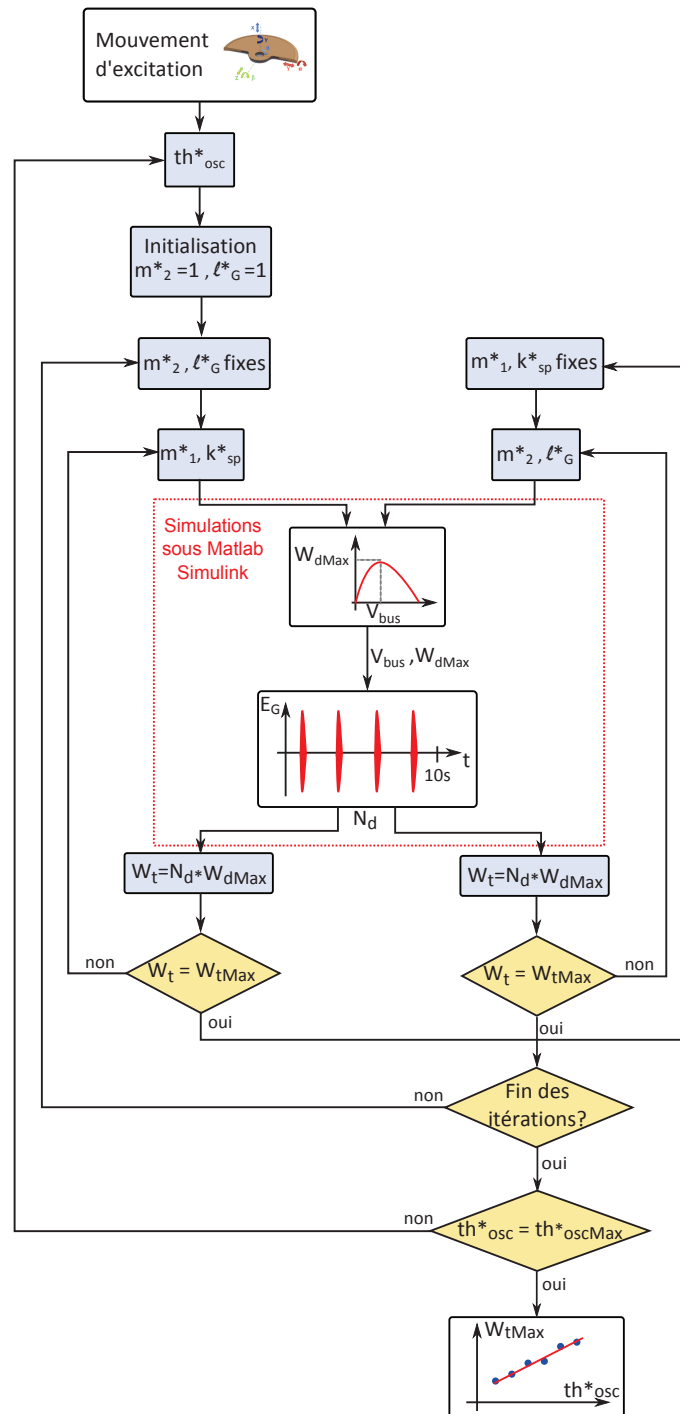 Mouvement
d'excitation
th*osc
Initialisation
m*2 =1 , ℓ*G =1
m*2 , ℓ*G fixes
m*1, k*sp fixes
m*1, k*sp
m*2, ℓ*G
Simulations
sous Matlab
Simulink
WdMax
Vbus
Vbus ,WdMax
EG
t
10s
Nd
Wt=Nd*WdMax
Wt=Nd*WdMax
non
Wt = WtMax
oui
Wt = WtMax
non
oui
non
Fin des
itérations?
oui
non
th*osc = th*oscMax
oui
WtMax
th*osc